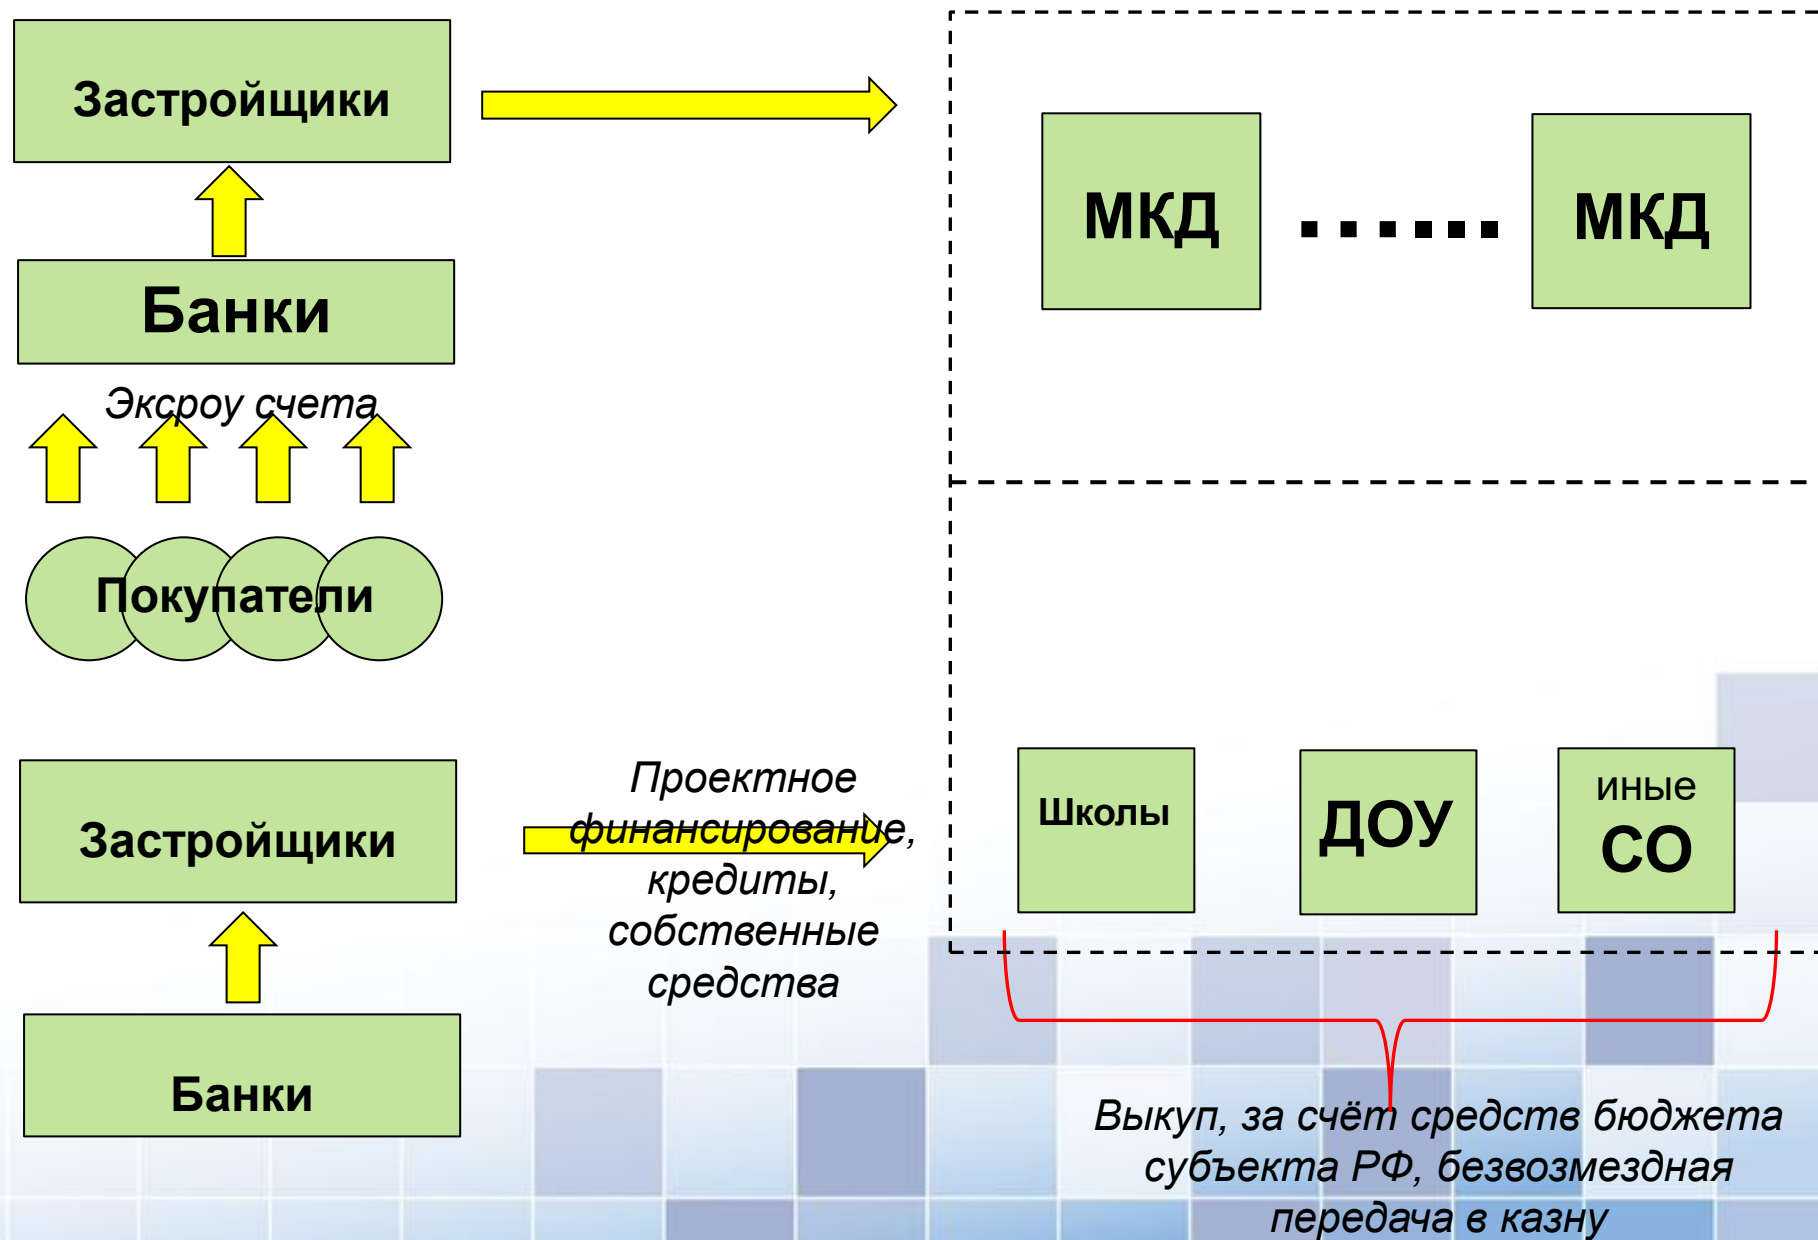 Застройщики
Банки
Эксроу счета
Покупатели
МКД ....... МКД
Застройщики
Банки
Проектное
финансирование,
кредиты,
собственные
средства
Школы
ДОУ
иные
СО
Выкуп, за счёт средств бюджета
субъекта РФ, безвозмездная
передача в казну